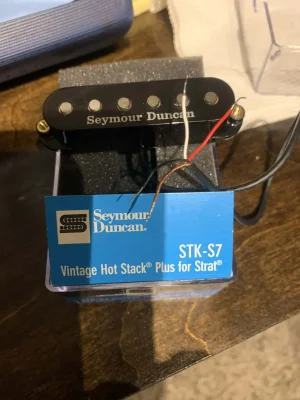 Seymour Duncan
Seymour
Duncan®
STK-S7
Vintage Hot Stack® Plus for Strat®